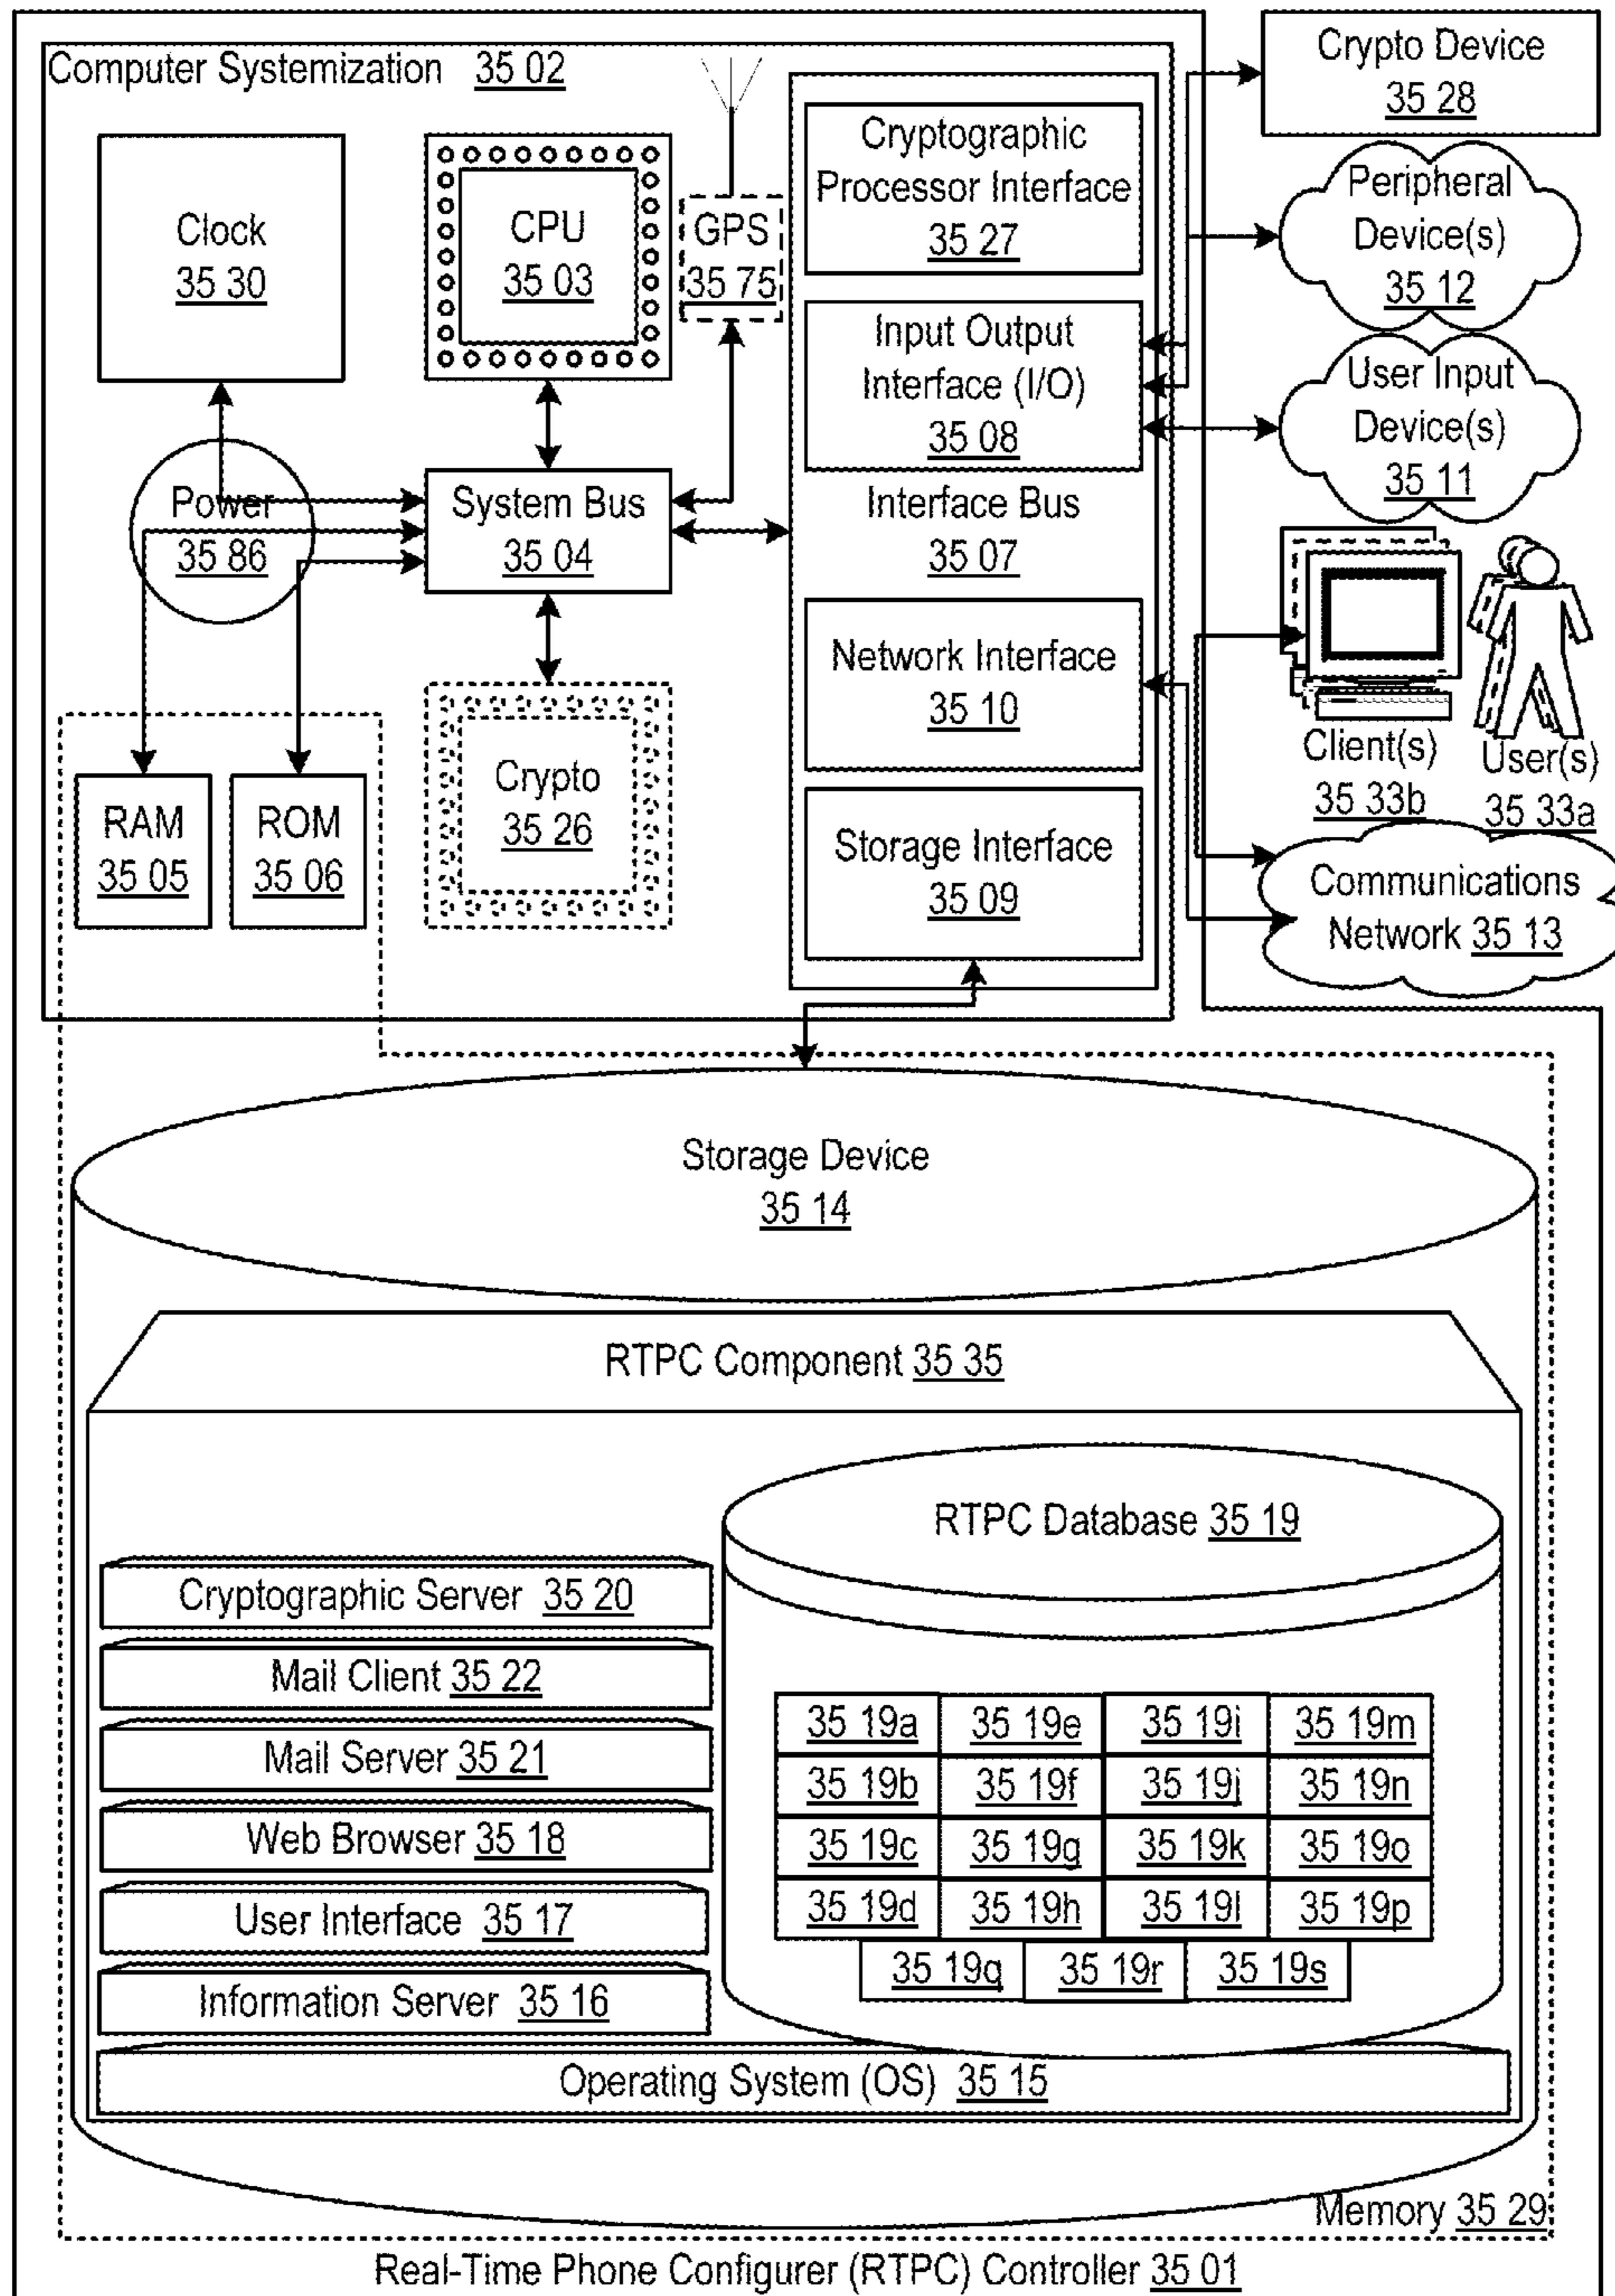 Computer Systemization 35 02
Clock
35 30
CPU
35 03
GPS
35 75
Power
35 86
System Bus
35 04
Crypto
35 26
RAM
35 05
ROM
35 06
Cryptographic
Processor Interface
35 27
Input Output
Interface (I/O)
35 08
Interface Bus
35 07
Network Interface
35 10
Storage Interface
35 09
Crypto Device
35 28
Peripheral
Device(s)
35 12
User Input
Device(s)
35 11
Client(s)
35 33b
User(s)
35 33a
Communications
Network 35 13
Storage Device
35 14
RTPC Component 35 35
RTPC Database 35 19
Cryptographic Server 35 20
Mail Client 35 22
Mail Server 35 21
Web Browser 35 18
User Interface 35 17
Information Server 35 16
35 19a 35 19e 35 19i 35 19m
35 19b 35 19f 35 19j 35 19n
35 19c 35 19g 35 19k 35 19o
35 19d 35 19h 35 19l 35 19p
35 19q 35 19r 35 19s
Operating System (OS) 35 15
Memory 35 29
Real-Time Phone Configurer (RTPC) Controller 35 01